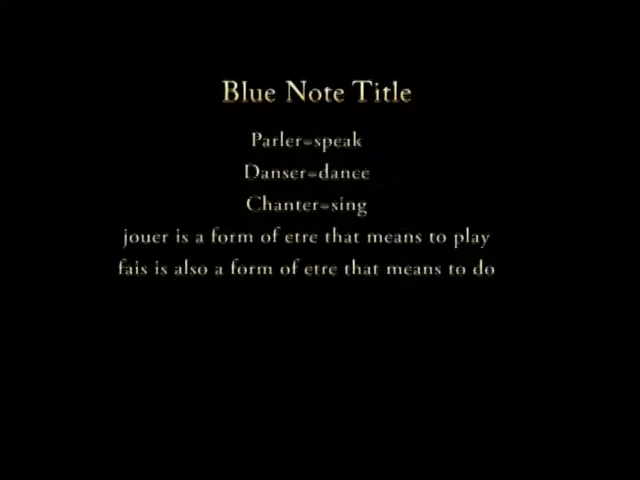 Blue Note Title
Parler=speak
Danser=dance
Chanter=sing
jouer is a form of etre that means to play
fais is also a form of etre that means to do